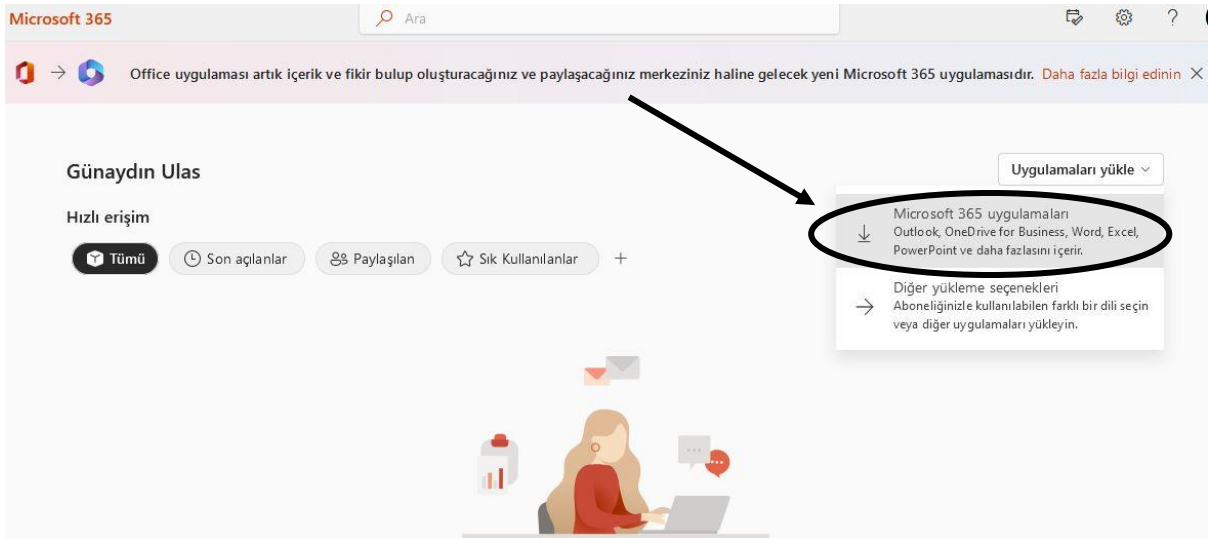 Microsoft 365
Ara
?
Office uygulaması artık içerik ve fikir bulup oluşturacağınız ve paylaşacağınız merkeziniz haline gelecek yeni Microsoft 365 uygulamasıdır. Daha fazla bilgi edinin
Günaydın Ulas
Uygulamaları yükle
Hızlı erişim
Microsoft 365 uygulamaları
Outlook, OneDrive for Business, Word, Excel,
PowerPoint ve daha fazlasını içerir.
Tümü Son açılanlar Paylaşılan Sık Kullanılanlar +
Diğer yükleme seçenekleri
Aboneliğinizle kullanılabilen farklı bir dili seçin
veya diğer uygulamaları yükleyin.